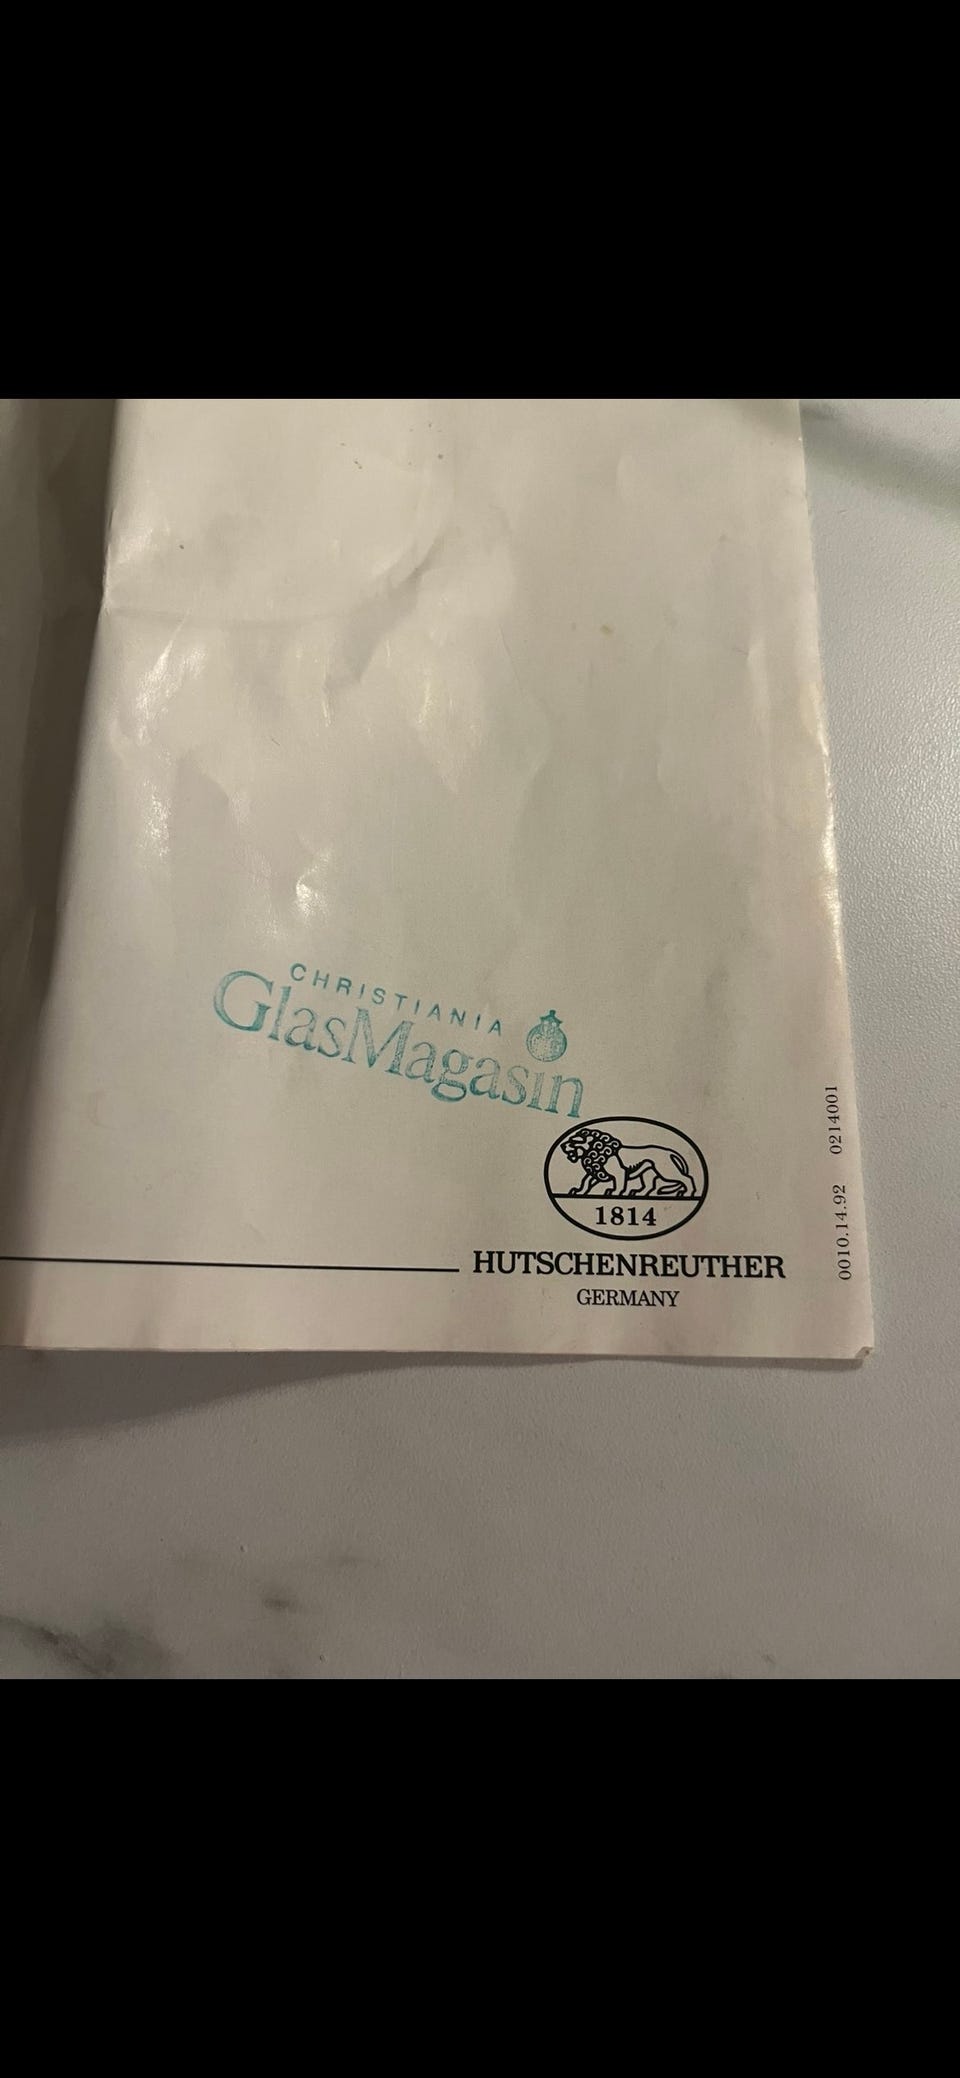 CHRISTIANIA
GlasMagasin
1814
HUTSCHENREUTHER
GERMANY
0010.14.92 0214001